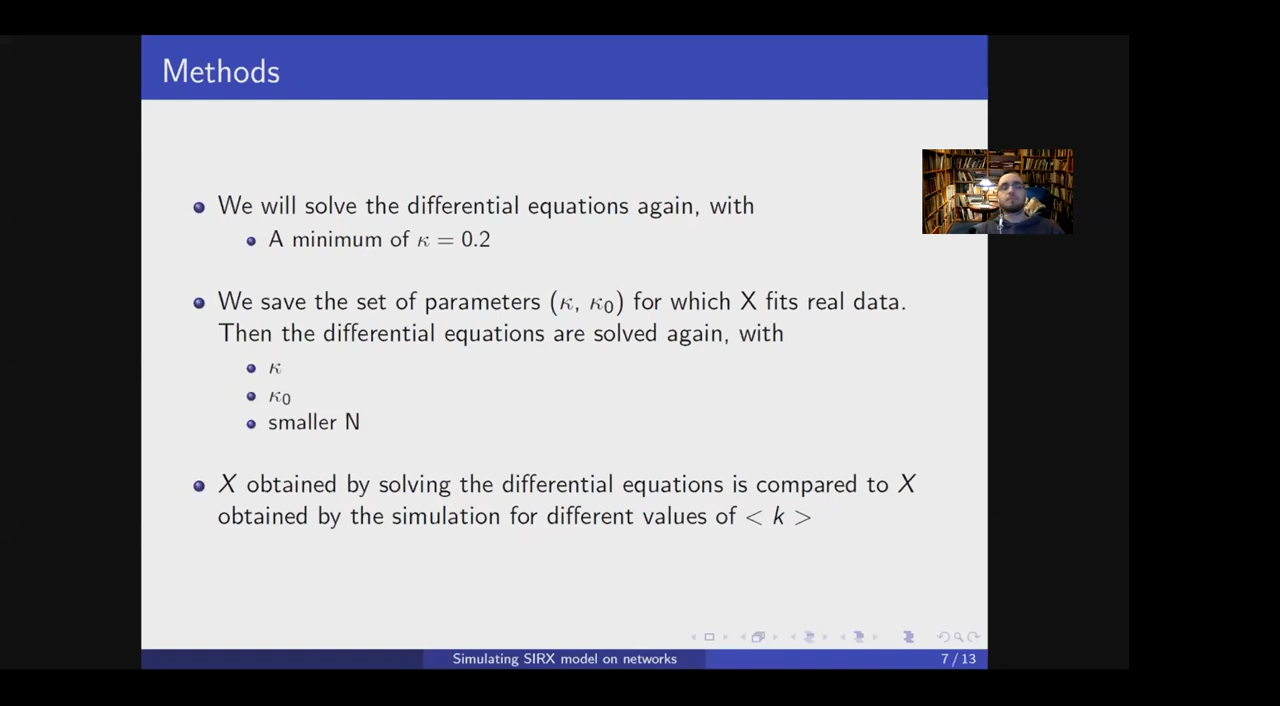 Methods
We will solve the differential equations again, with
A minimum of κ = 0.2
We save the set of parameters (κ, κ₀) for which X fits real data.
Then the differential equations are solved again, with
κ
κ₀
smaller N
X obtained by solving the differential equations is compared to X
obtained by the simulation for different values of < k >
Simulating SIRX model on networks
7 / 13